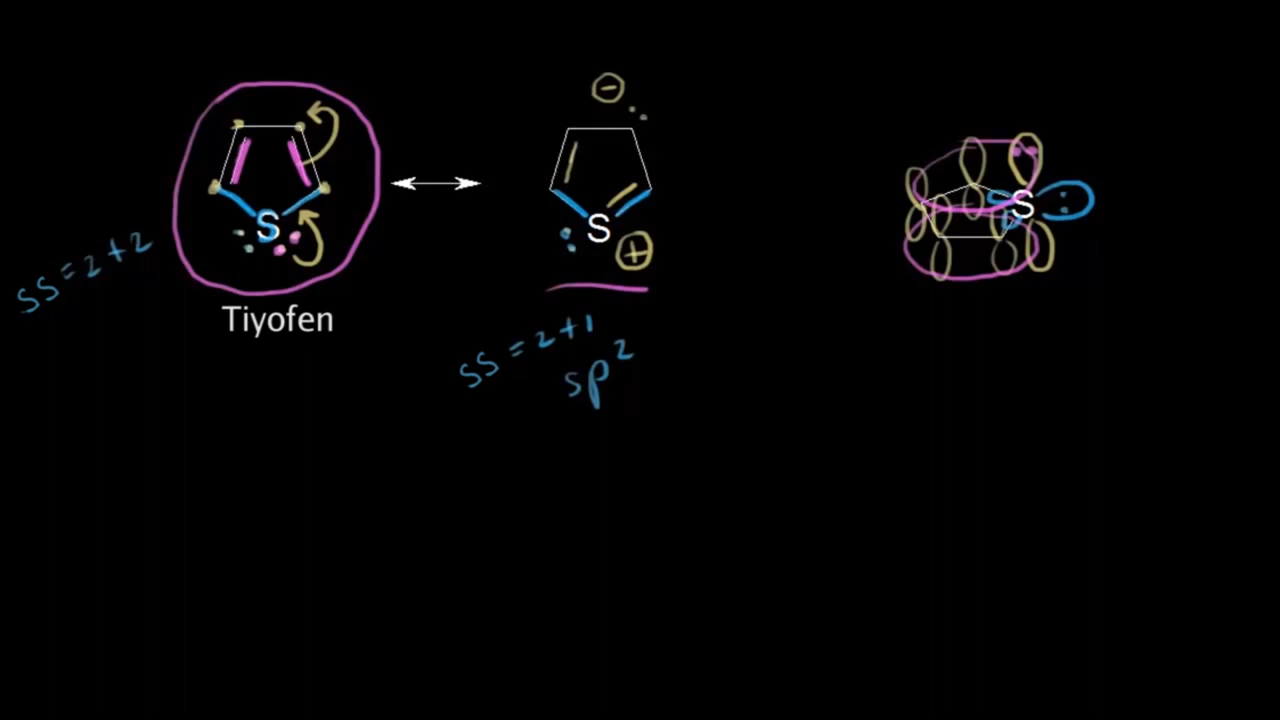 S
SS = 2+2
Tiyofen
S
SS = 2+1
sp²
S